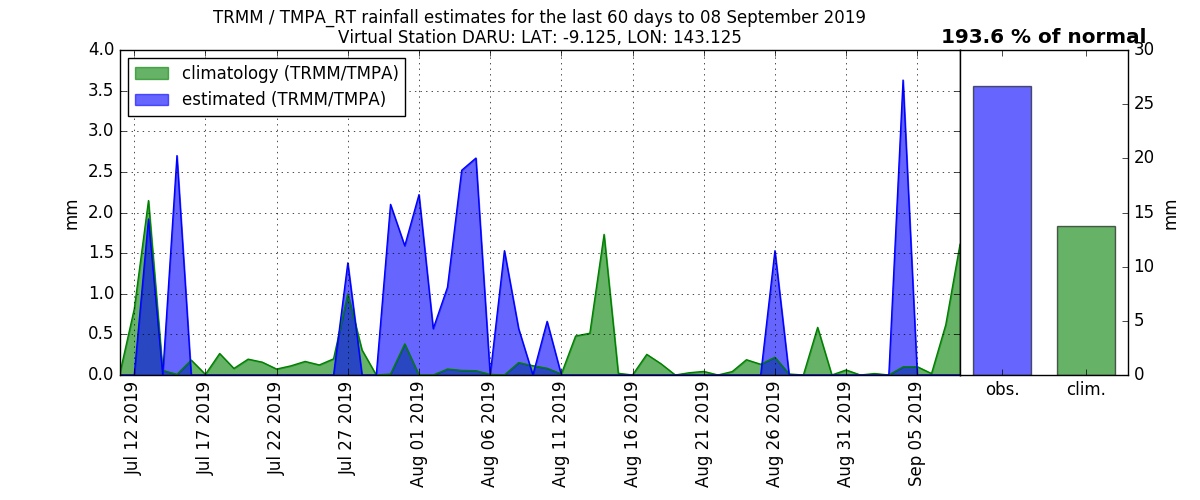 TRMM / TMPA_RT rainfall estimates for the last 60 days to 08 September 2019
Virtual Station DARU: LAT: -9.125, LON: 143.125
193.6 % of normal
climatology (TRMM/TMPA)
estimated (TRMM/TMPA)
mm
4.0
3.5
3.0
2.5
2.0
1.5
1.0
0.5
0.0
Jul 12 2019
Jul 17 2019
Jul 22 2019
Jul 27 2019
Aug 01 2019
Aug 06 2019
Aug 11 2019
Aug 16 2019
Aug 21 2019
Aug 26 2019
Aug 31 2019
Sep 05 2019
obs.
clim.
30
25
20
15
10
5
0
mm